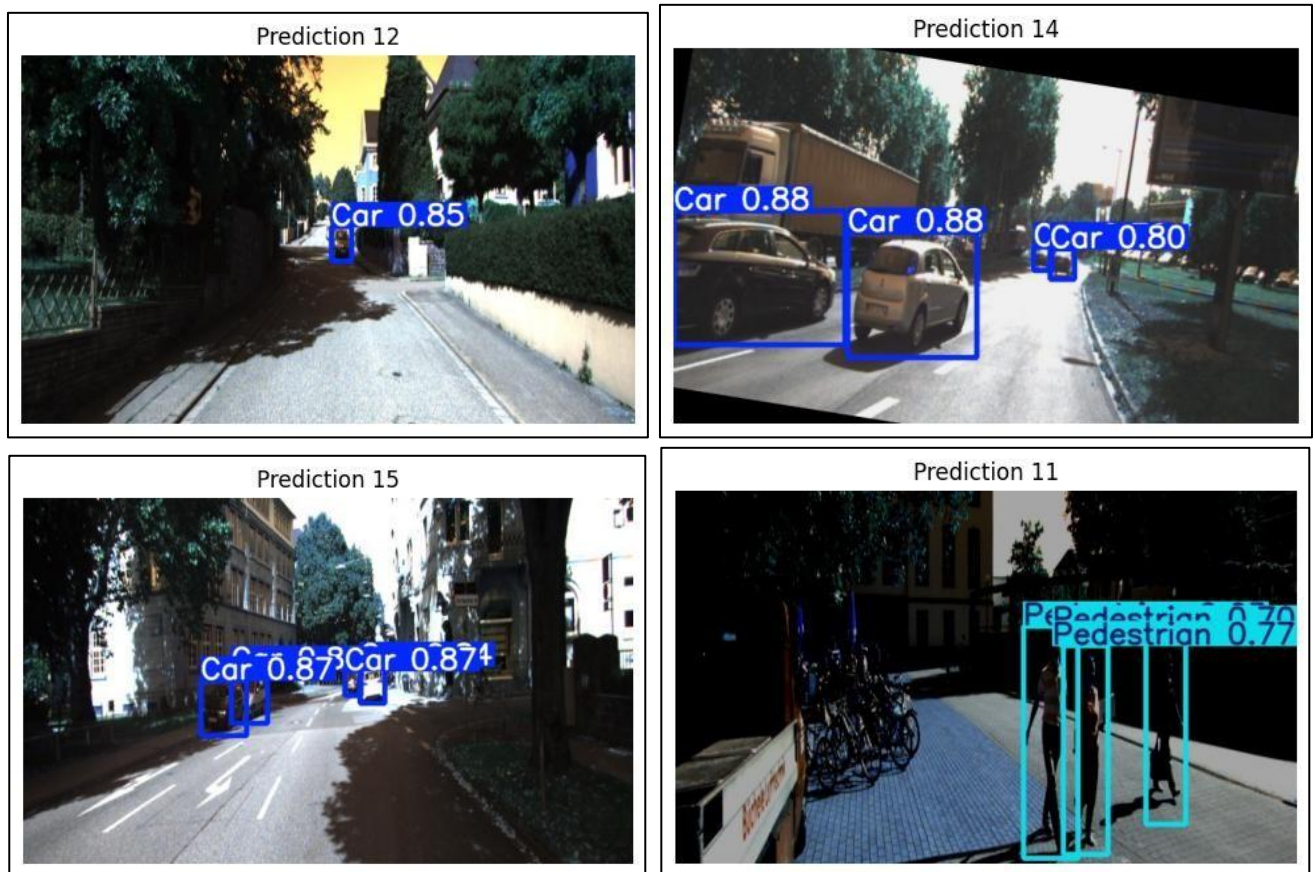 Prediction 12
Car 0.85
Prediction 14
Car 0.88
Car 0.88
Car 0.80
Prediction 15
Car 0.87
Car 0.87
Prediction 11
Pedestrian 0.77